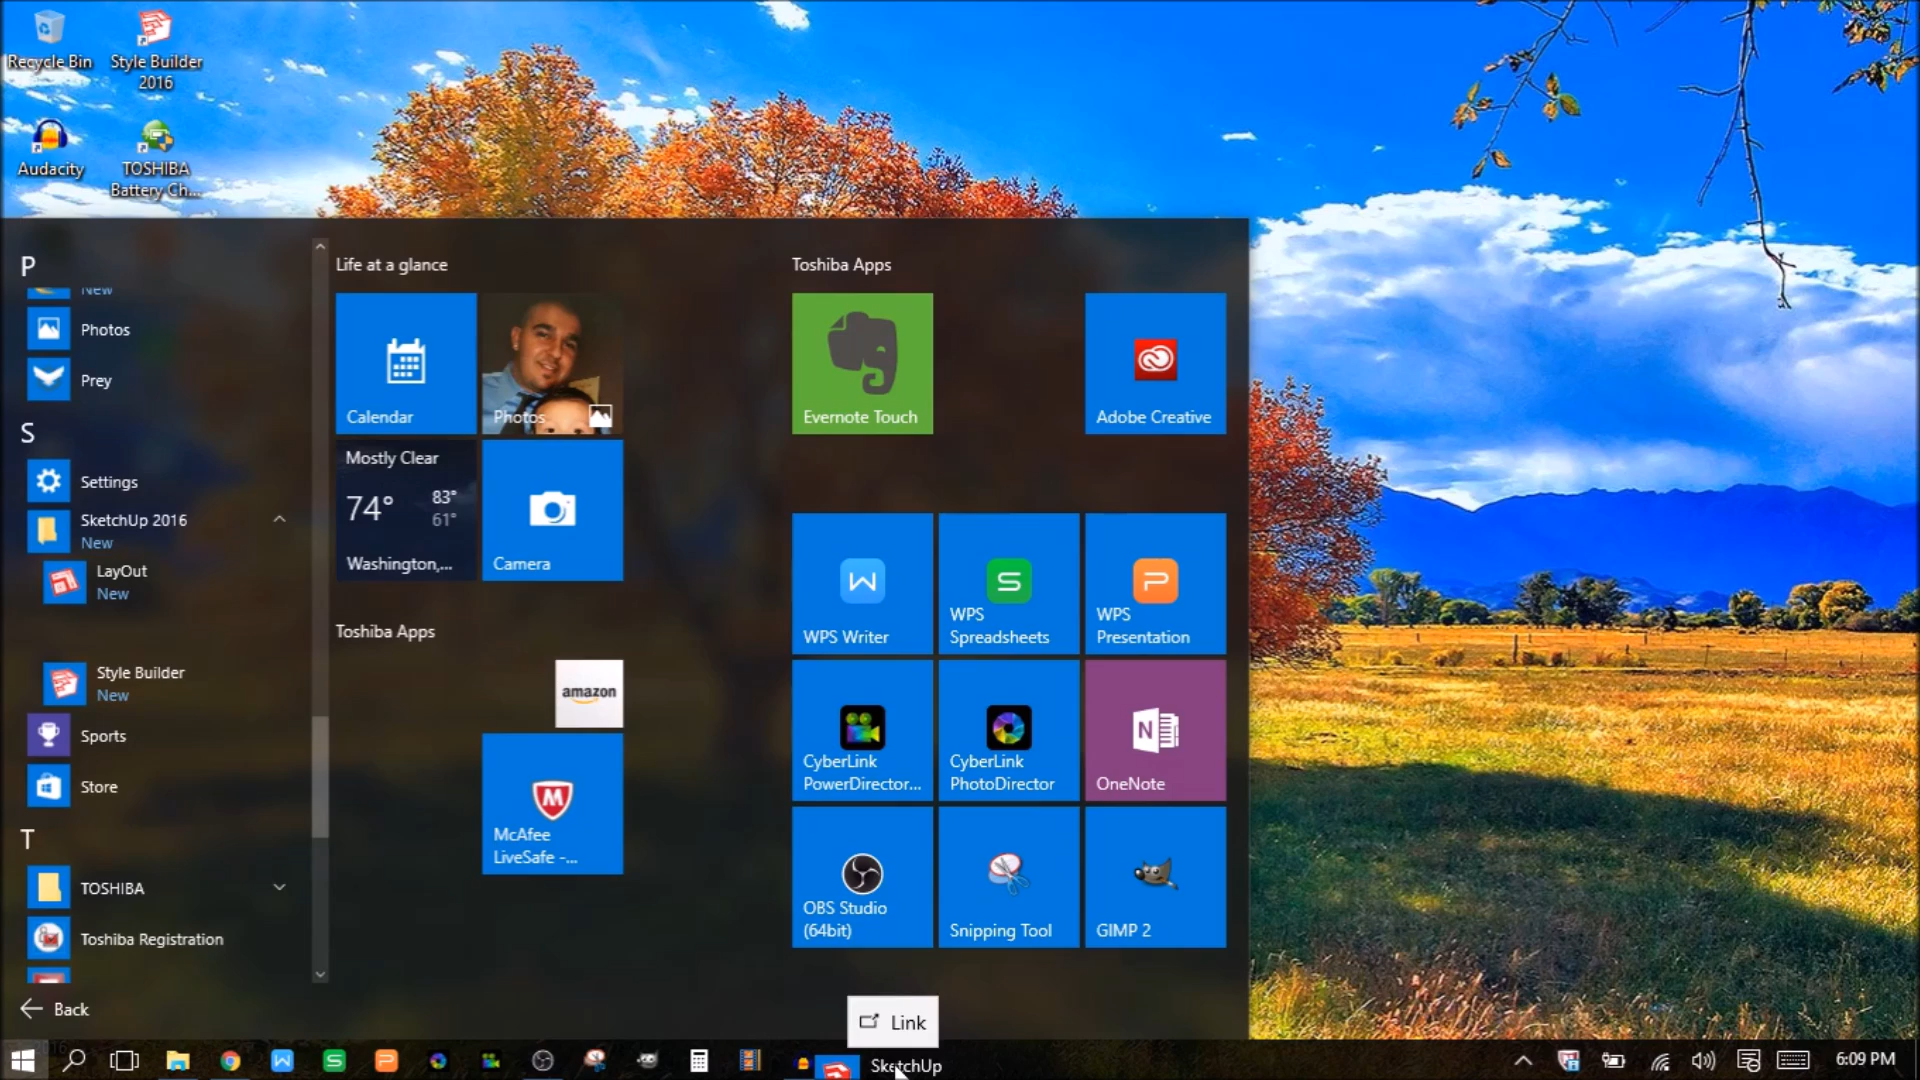 Recycle Bin
Style Builder
2016
Audacity
TOSHIBA
Battery Ch...
P
New
Photos
Prey
S
Settings
SketchUp 2016
New
LayOut
New
Style Builder
New
Sports
Store
T
TOSHIBA
Toshiba Registration
Back
Life at a glance
Calendar
Photos
Mostly Clear
74°
83°
61°
Washington,...
Camera
Toshiba Apps
amazon
McAfee
LiveSafe -...
Toshiba Apps
Evernote Touch
Adobe Creative
WPS Writer
WPS
Spreadsheets
WPS
Presentation
CyberLink
PowerDirector...
CyberLink
PhotoDirector
N
OneNote
OBS Studio
(64bit)
Snipping Tool
GIMP 2
Link
SketchUp
6:09 PM